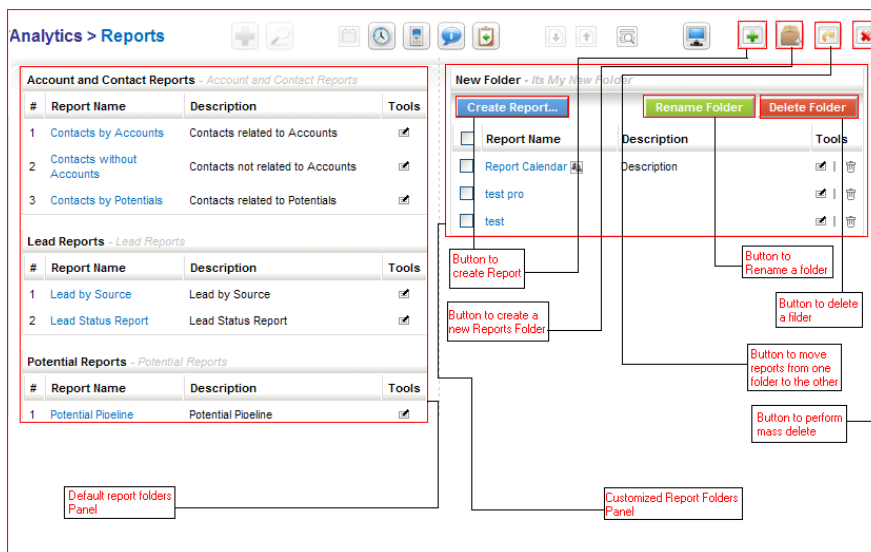 Analytics > Reports
Account and Contact Reports - Account and Contact Reports
# Report Name Description Tools
1 Contacts by Accounts Contacts related to Accounts
2 Contacts without Accounts Contacts not related to Accounts
3 Contacts by Potentials Contacts related to Potentials
Lead Reports - Lead Reports
# Report Name Description Tools
1 Lead by Source Lead by Source
2 Lead Status Report Lead Status Report
Potential Reports - Potential Reports
# Report Name Description Tools
1 Potential Pipeline Potential Pipeline
New Folder - Its My New Folder
Create Report... Rename Folder Delete Folder
Report Name Description Tools
Report Calendar Description
test pro
test
Button to
create Report
Button to
Rename a folder
Button to create a
new Reports Folder
Button to delete
a filder
Button to move
reports from one
folder to the other
Button to perform
mass delete
Default report folders
Panel
Customized Report Folders
Panel